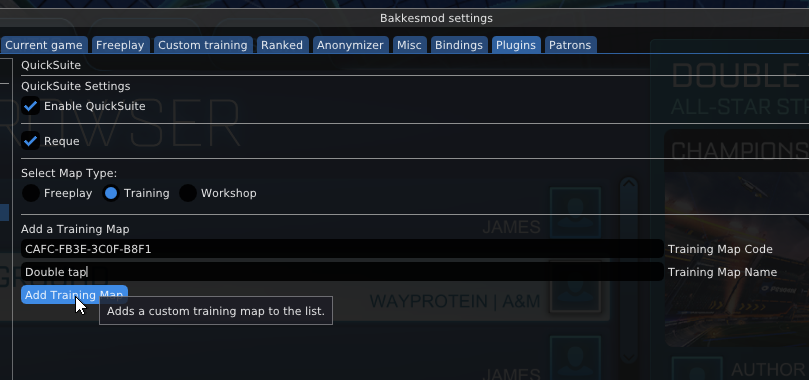 Bakkesmod settings
Current game Freeplay Custom training Ranked Anonymizer Misc Bindings Plugins Patrons
QuickSuite
QuickSuite Settings
Enable QuickSuite
Reque
Select Map Type:
Freeplay Training Workshop
Add a Training Map
CAFC-FB3E-3C0F-B8F1 Training Map Code
Double tap Training Map Name
Add Training Map
Adds a custom training map to the list.
DOUBLE
ALL-STAR
CHAMPIONS
JAMES
WAYPROTEIN | A&M
JAMES
AUTHOR